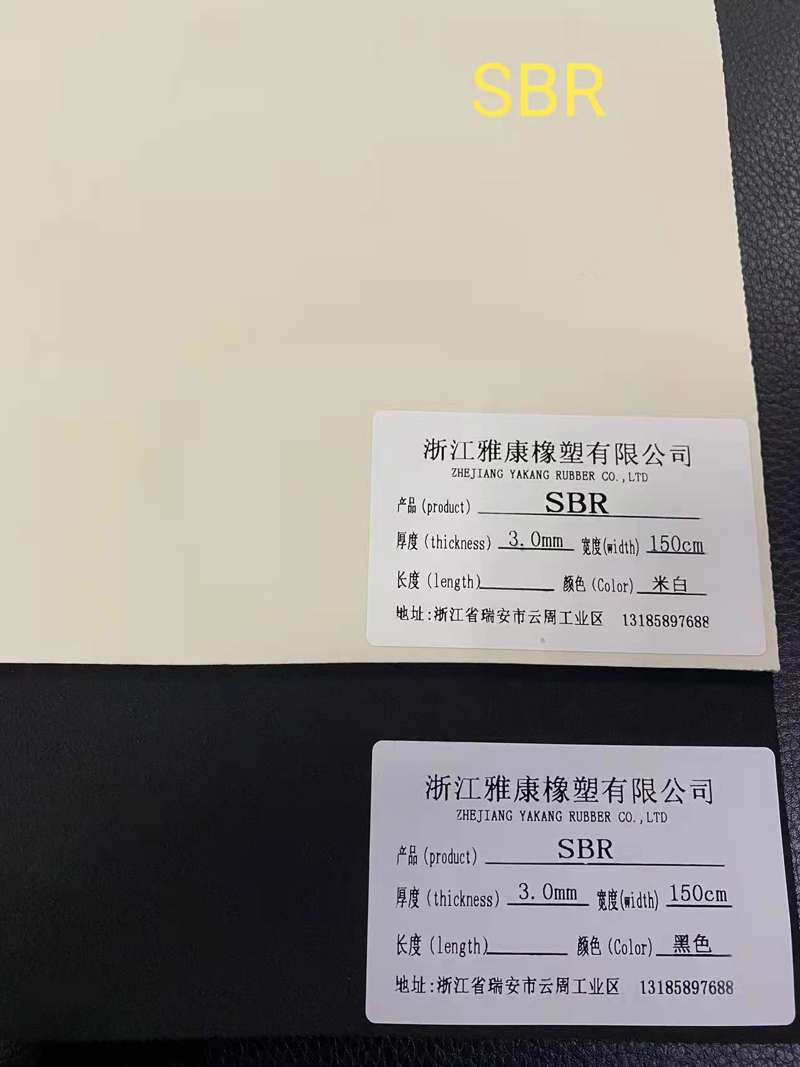 SBR
浙江雅康橡塑有限公司
ZHEJIANG YAKANG RUBBER CO.,LTD
产品(product) SBR
厚度(thickness) 3.0mm 宽度(width) 150cm
长度(length) 颜色(Color) 米白
地址:浙江省瑞安市云周工业区 13185897688
浙江雅康橡塑有限公司
ZHEJIANG YAKANG RUBBER CO.,LTD
产品(product) SBR
厚度(thickness) 3.0mm 宽度(width) 150cm
长度(length) 颜色(Color) 黑色
地址:浙江省瑞安市云周工业区 13185897688